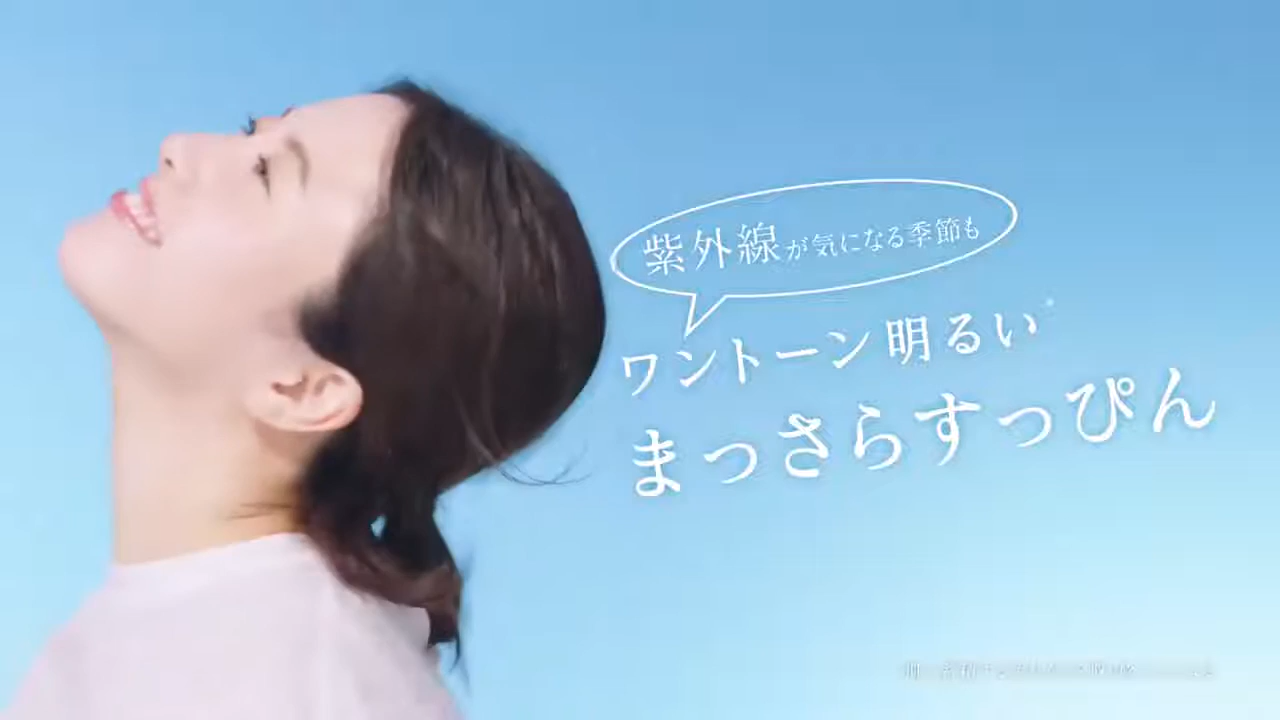 紫外線が気になる季節も
ワントーン明るい*
まっさらすっぴん